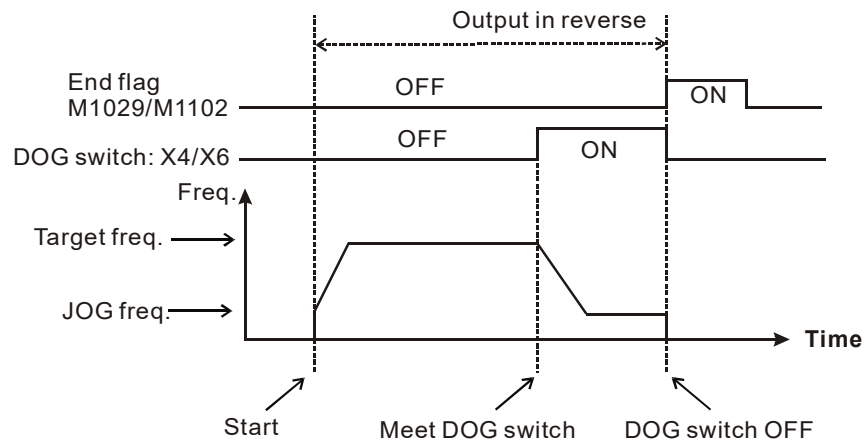 Output in reverse
End flag
M1029/M1102
OFF
ON
DOG switch: X4/X6
OFF
ON
Freq.
Target freq.
JOG freq.
Time
Start
Meet DOG switch
DOG switch OFF